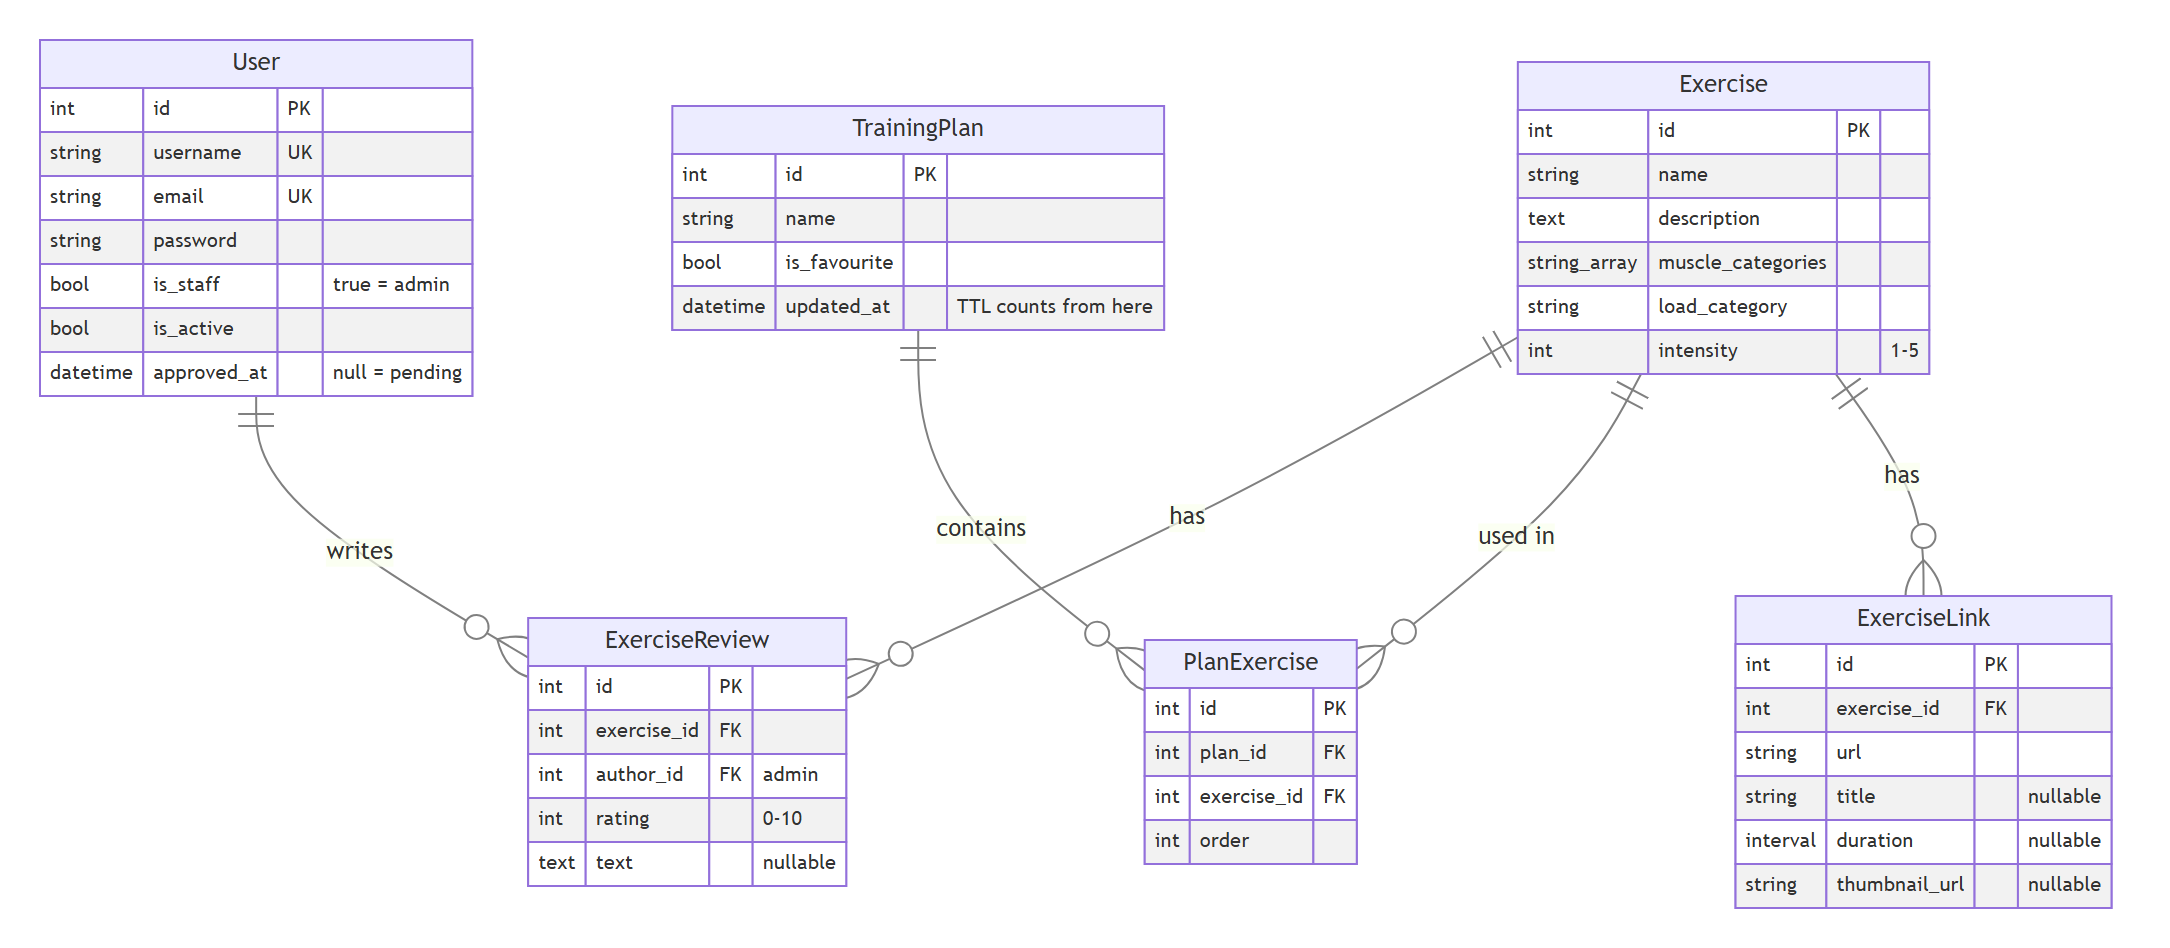 User
int id PK
string username UK
string email UK
string password
bool is_staff true = admin
bool is_active
datetime approved_at null = pending
TrainingPlan
int id PK
string name
bool is_favourite
datetime updated_at TTL counts from here
Exercise
int id PK
string name
text description
string_array muscle_categories
string load_category
int intensity 1-5
writes
contains
has
used in
has
ExerciseReview
int id PK
int exercise_id FK
int author_id FK admin
int rating 0-10
text text nullable
PlanExercise
int id PK
int plan_id FK
int exercise_id FK
int order
ExerciseLink
int id PK
int exercise_id FK
string url
string title nullable
interval duration nullable
string thumbnail_url nullable